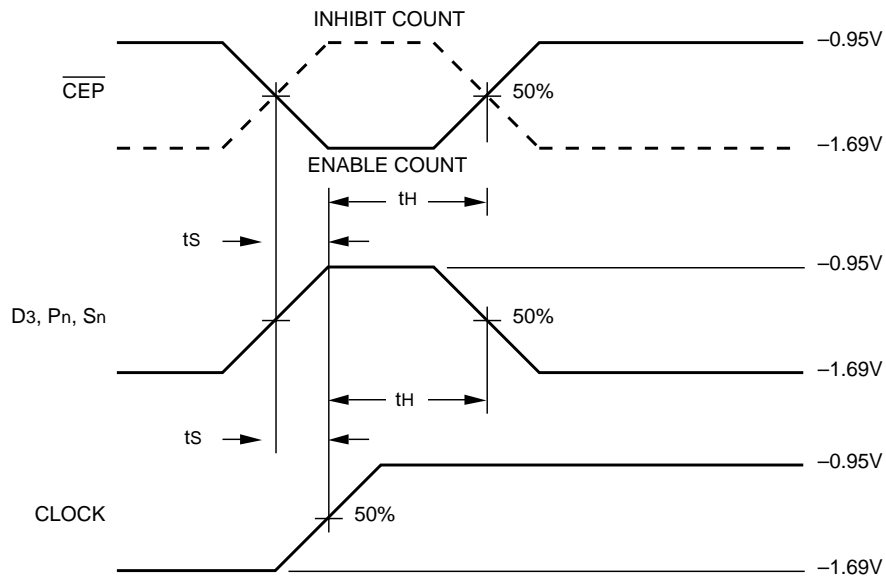 INHIBIT COUNT
–0.95V
CEP
50%
–1.69V
ENABLE COUNT
tH
tS
–0.95V
D3, Pn, Sn
50%
–1.69V
tH
tS
–0.95V
CLOCK
50%
–1.69V